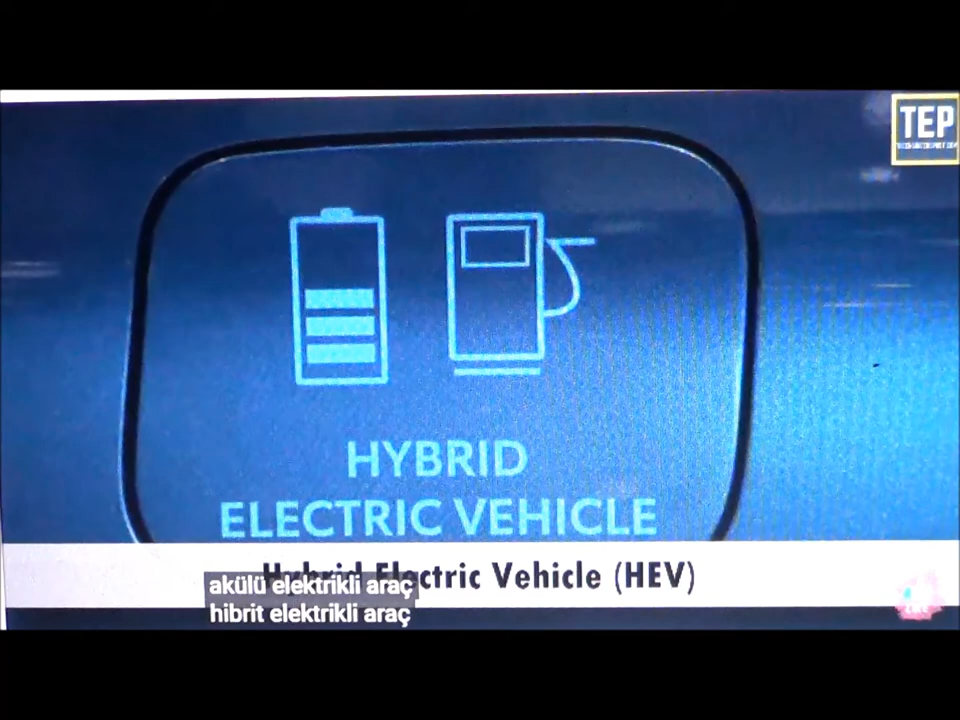 TEP
HYBRID
ELECTRIC VEHICLE
Hybrid Electric Vehicle (HEV)
akülü elektrikli araç
hibrit elektrikli araç